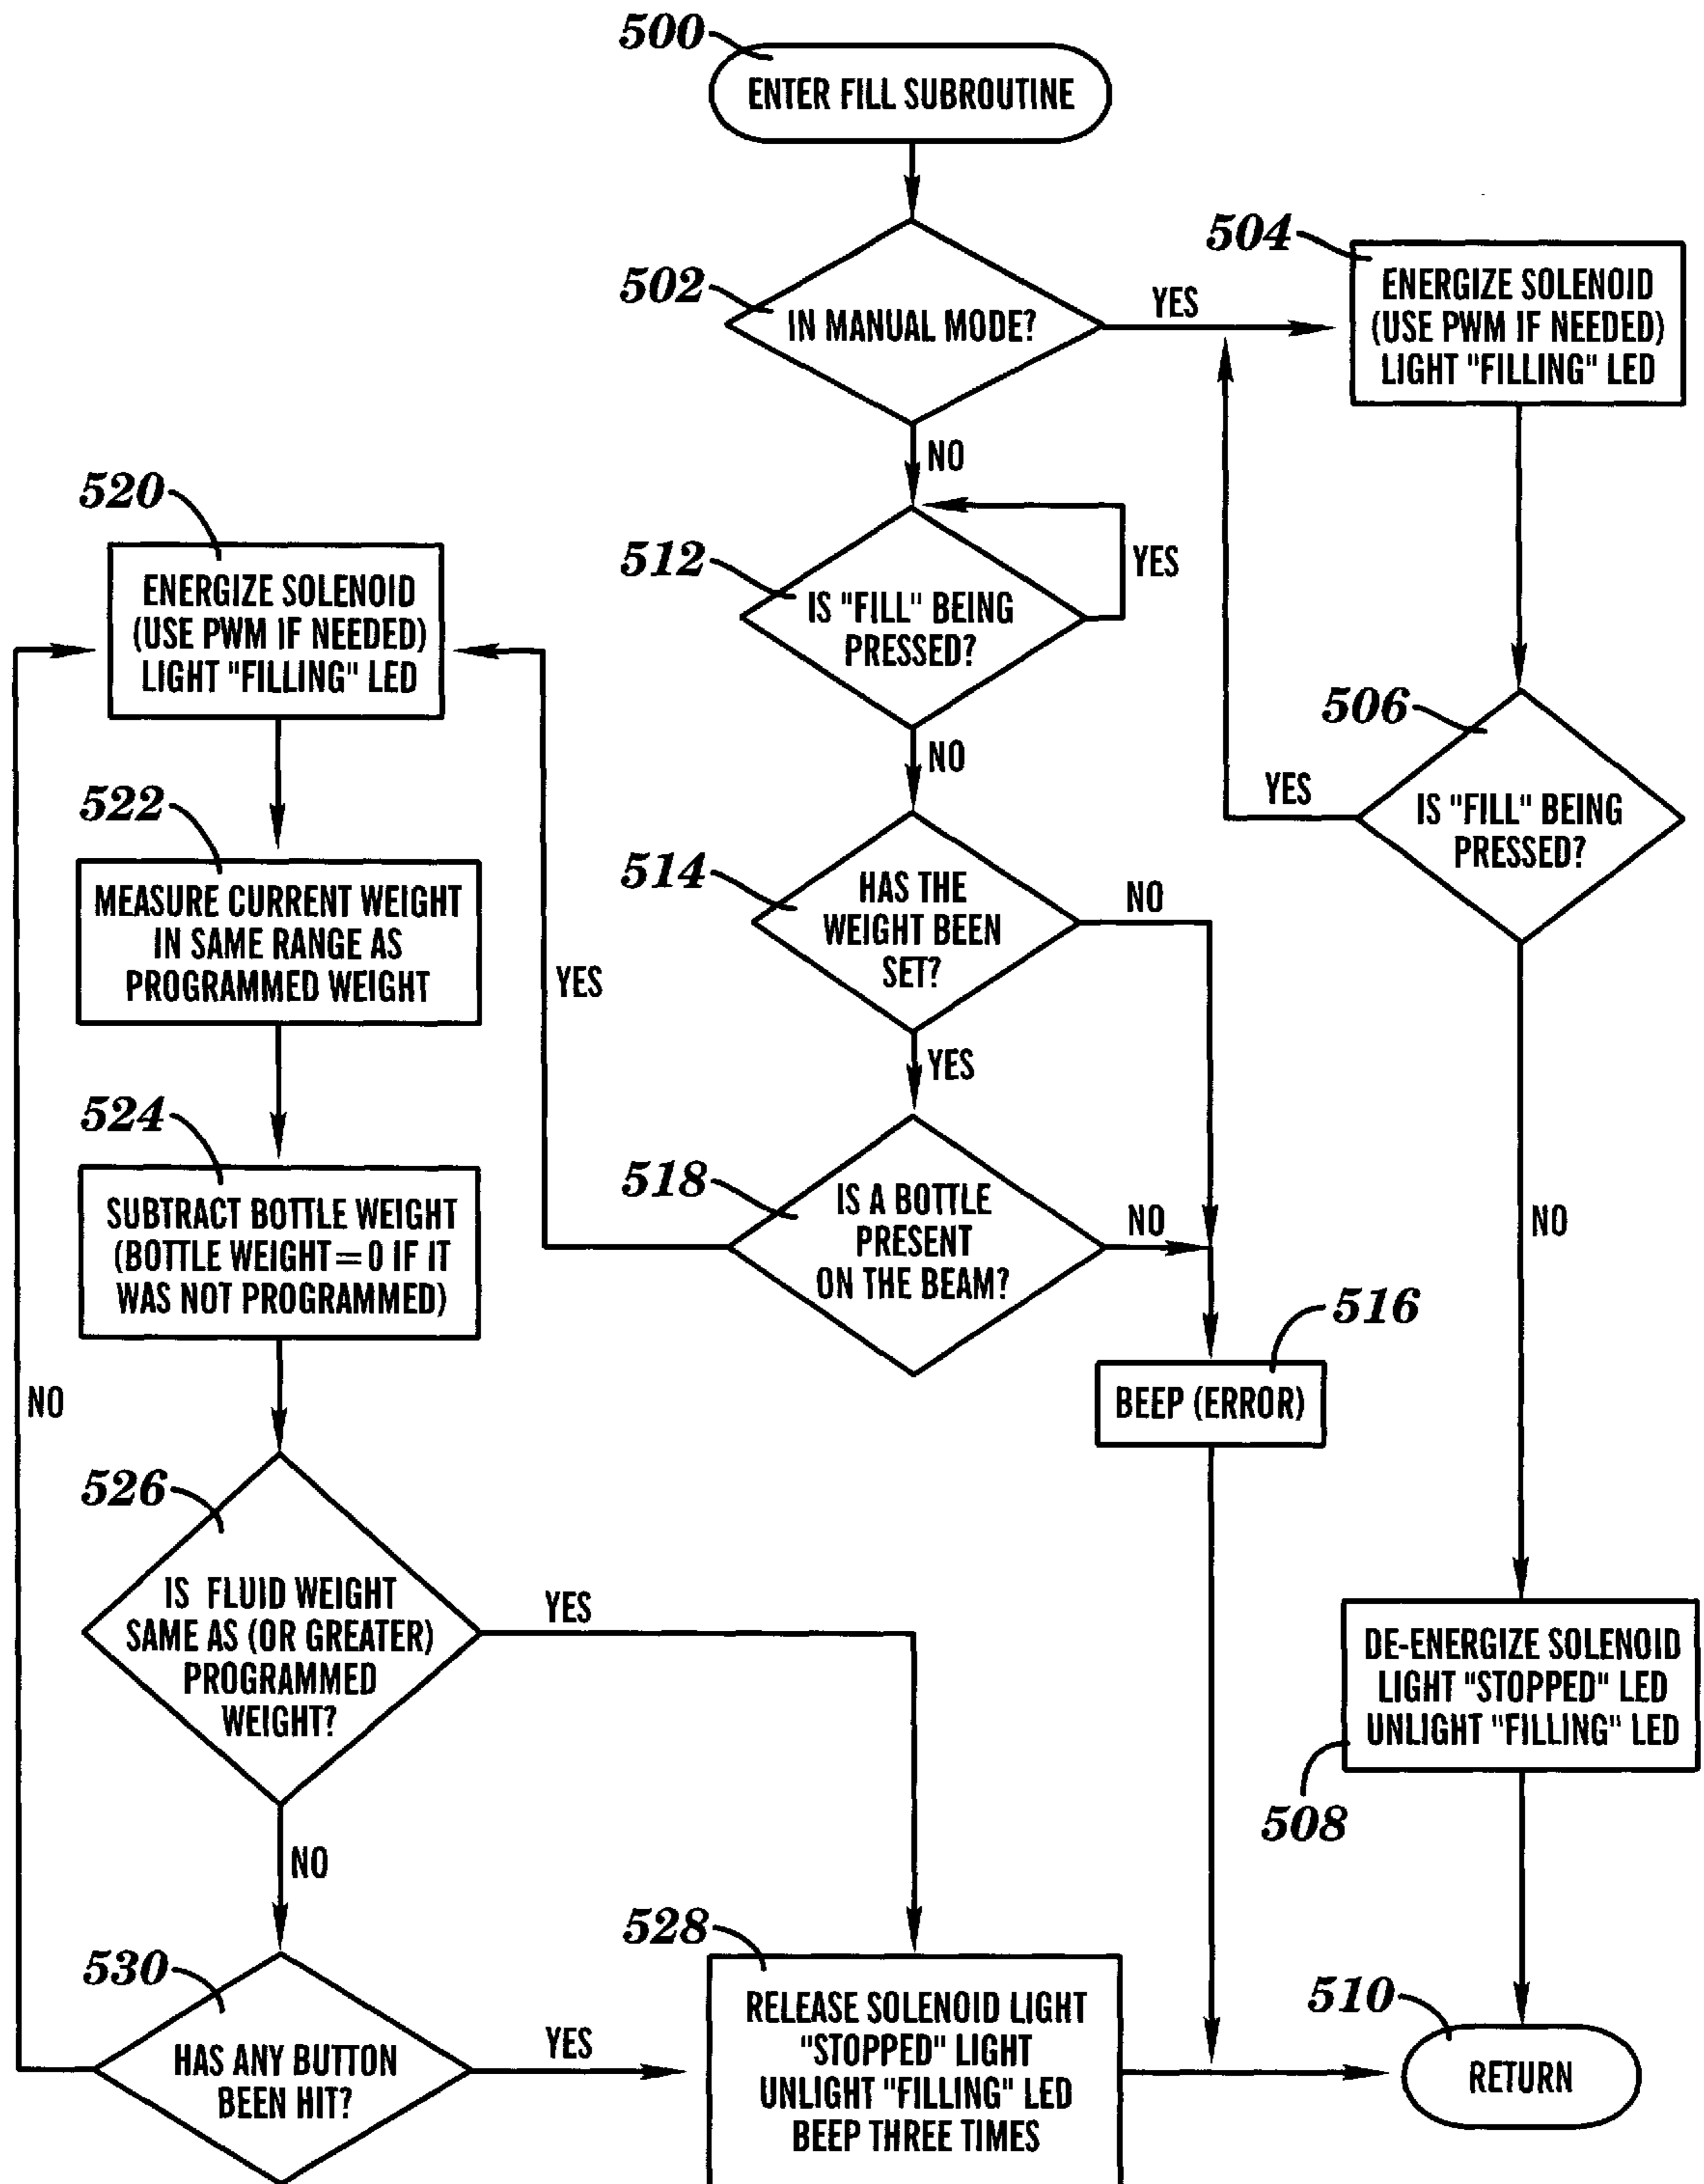 500
ENTER FILL SUBROUTINE
502
IN MANUAL MODE?
YES
504
ENERGIZE SOLENOID
(USE PWM IF NEEDED)
LIGHT "FILLING" LED
NO
512
IS "FILL" BEING
PRESSED?
YES
506
IS "FILL" BEING
PRESSED?
YES
NO
NO
514
HAS THE
WEIGHT BEEN
SET?
NO
YES
518
IS A BOTTLE
PRESENT
ON THE BEAM?
NO
YES
516
BEEP (ERROR)
520
ENERGIZE SOLENOID
(USE PWM IF NEEDED)
LIGHT "FILLING" LED
522
MEASURE CURRENT WEIGHT
IN SAME RANGE AS
PROGRAMMED WEIGHT
524
SUBTRACT BOTTLE WEIGHT
(BOTTLE WEIGHT = 0 IF IT
WAS NOT PROGRAMMED)
526
IS FLUID WEIGHT
SAME AS (OR GREATER)
PROGRAMMED
WEIGHT?
YES
NO
530
HAS ANY BUTTON
BEEN HIT?
NO
YES
528
RELEASE SOLENOID LIGHT
"STOPPED" LIGHT
UNLIGHT "FILLING" LED
BEEP THREE TIMES
DE-ENERGIZE SOLENOID
LIGHT "STOPPED" LED
UNLIGHT "FILLING" LED
508
510
RETURN